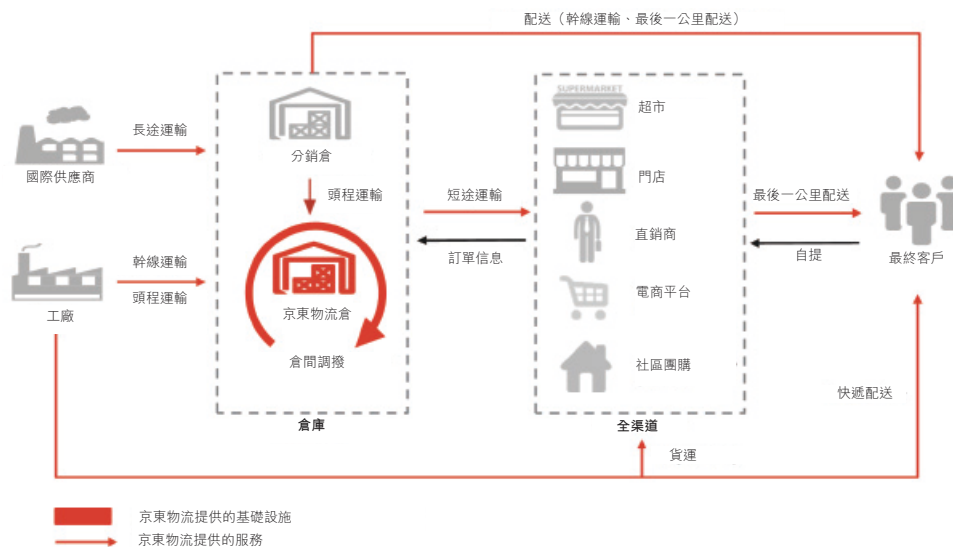 配送（幹線運輸、最後一公里配送）
SUPERMARKET
超市
分銷倉
長途運輸
國際供應商
門店
頭程運輸
短途運輸
最後一公里配送
直銷商
訂單信息
自提
最終客戶
幹線運輸
頭程運輸
電商平台
工廠
京東物流倉
倉間調撥
社區團購
快遞配送
倉庫
全渠道
貨運
京東物流提供的基礎設施
京東物流提供的服務